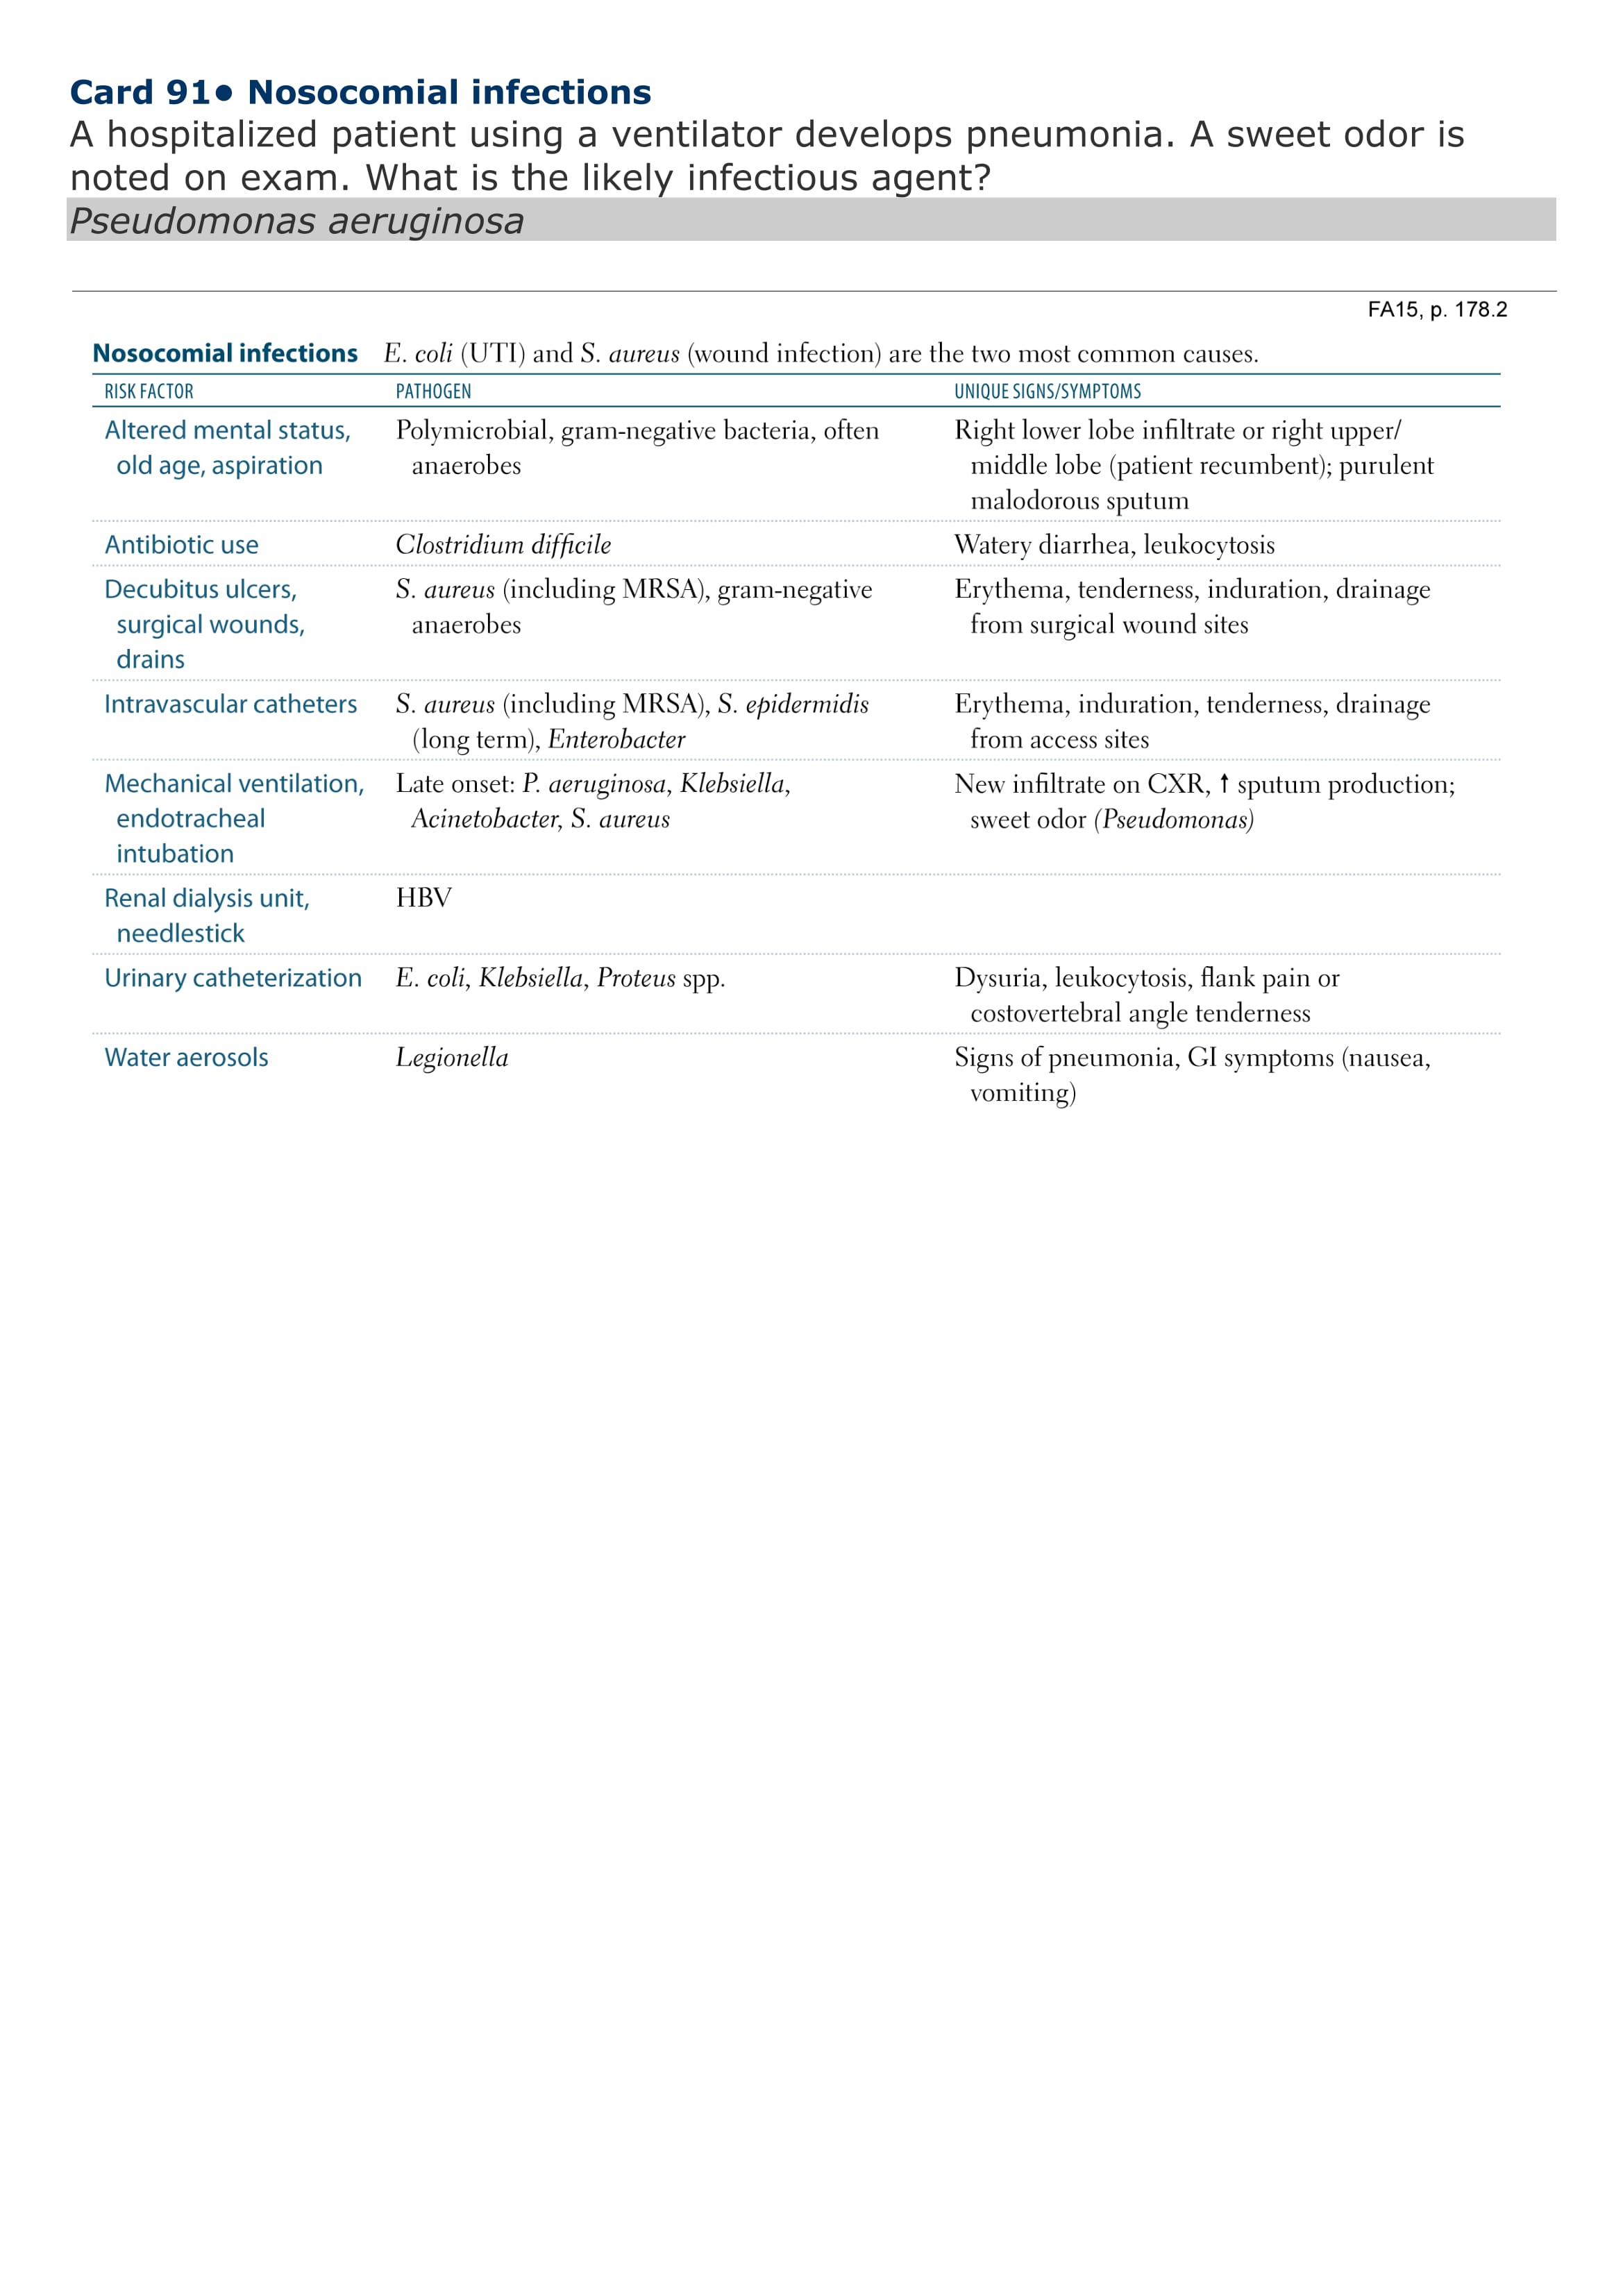 Card 91• Nosocomial infections
A hospitalized patient using a ventilator develops pneumonia. A sweet odor is
noted on exam. What is the likely infectious agent?
Pseudomonas aeruginosa
FA15, p. 178.2
Nosocomial infections E. coli (UTI) and S. aureus (wound infection) are the two most common causes.
RISK FACTOR PATHOGEN UNIQUE SIGNS/SYMPTOMS
Altered mental status, Polymicrobial, gram-negative bacteria, often Right lower lobe infiltrate or right upper/
old age, aspiration anaerobes middle lobe (patient recumbent); purulent
malodorous sputum
Antibiotic use Clostridium difficile Watery diarrhea, leukocytosis
Decubitus ulcers, S. aureus (including MRSA), gram-negative Erythema, tenderness, induration, drainage
surgical wounds, anaerobes from surgical wound sites
drains
Intravascular catheters S. aureus (including MRSA), S. epidermidis Erythema, induration, tenderness, drainage
(long term), Enterobacter from access sites
Mechanical ventilation, Late onset: P. aeruginosa, Klebsiella, New infiltrate on CXR, ↑ sputum production;
endotracheal Acinetobacter, S. aureus sweet odor (Pseudomonas)
intubation
Renal dialysis unit, HBV
needlestick
Urinary catheterization E. coli, Klebsiella, Proteus spp. Dysuria, leukocytosis, flank pain or
costovertebral angle tenderness
Water aerosols Legionella Signs of pneumonia, GI symptoms (nausea,
vomiting)